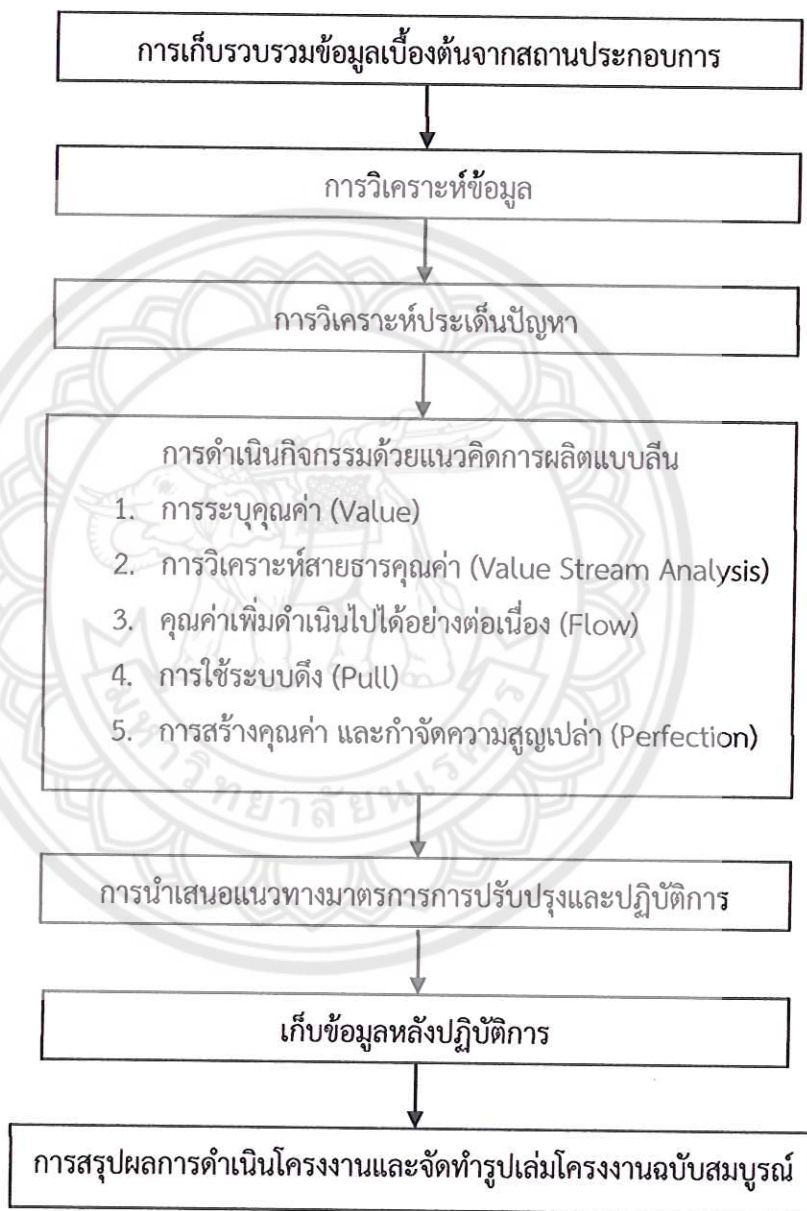 การเก็บรวบรวมข้อมูลเบื้องต้นจากสถานประกอบการ
การวิเคราะห์ข้อมูล
การวิเคราะห์ประเด็นปัญหา
การดำเนินกิจกรรมด้วยแนวคิดการผลิตแบบลีน
1. การระบุคุณค่า (Value)
2. การวิเคราะห์สายธารคุณค่า (Value Stream Analysis)
3. คุณค่าเพิ่มดำเนินไปได้อย่างต่อเนื่อง (Flow)
4. การใช้ระบบดึง (Pull)
5. การสร้างคุณค่า และกำจัดความสูญเปล่า (Perfection)
มหาวิทยาลัยนเรศวร
การนำเสนอแนวทางมาตรการการปรับปรุงและปฏิบัติการ
เก็บข้อมูลหลังปฏิบัติการ
การสรุปผลการดำเนินโครงงานและจัดทำรูปเล่มโครงงานฉบับสมบูรณ์